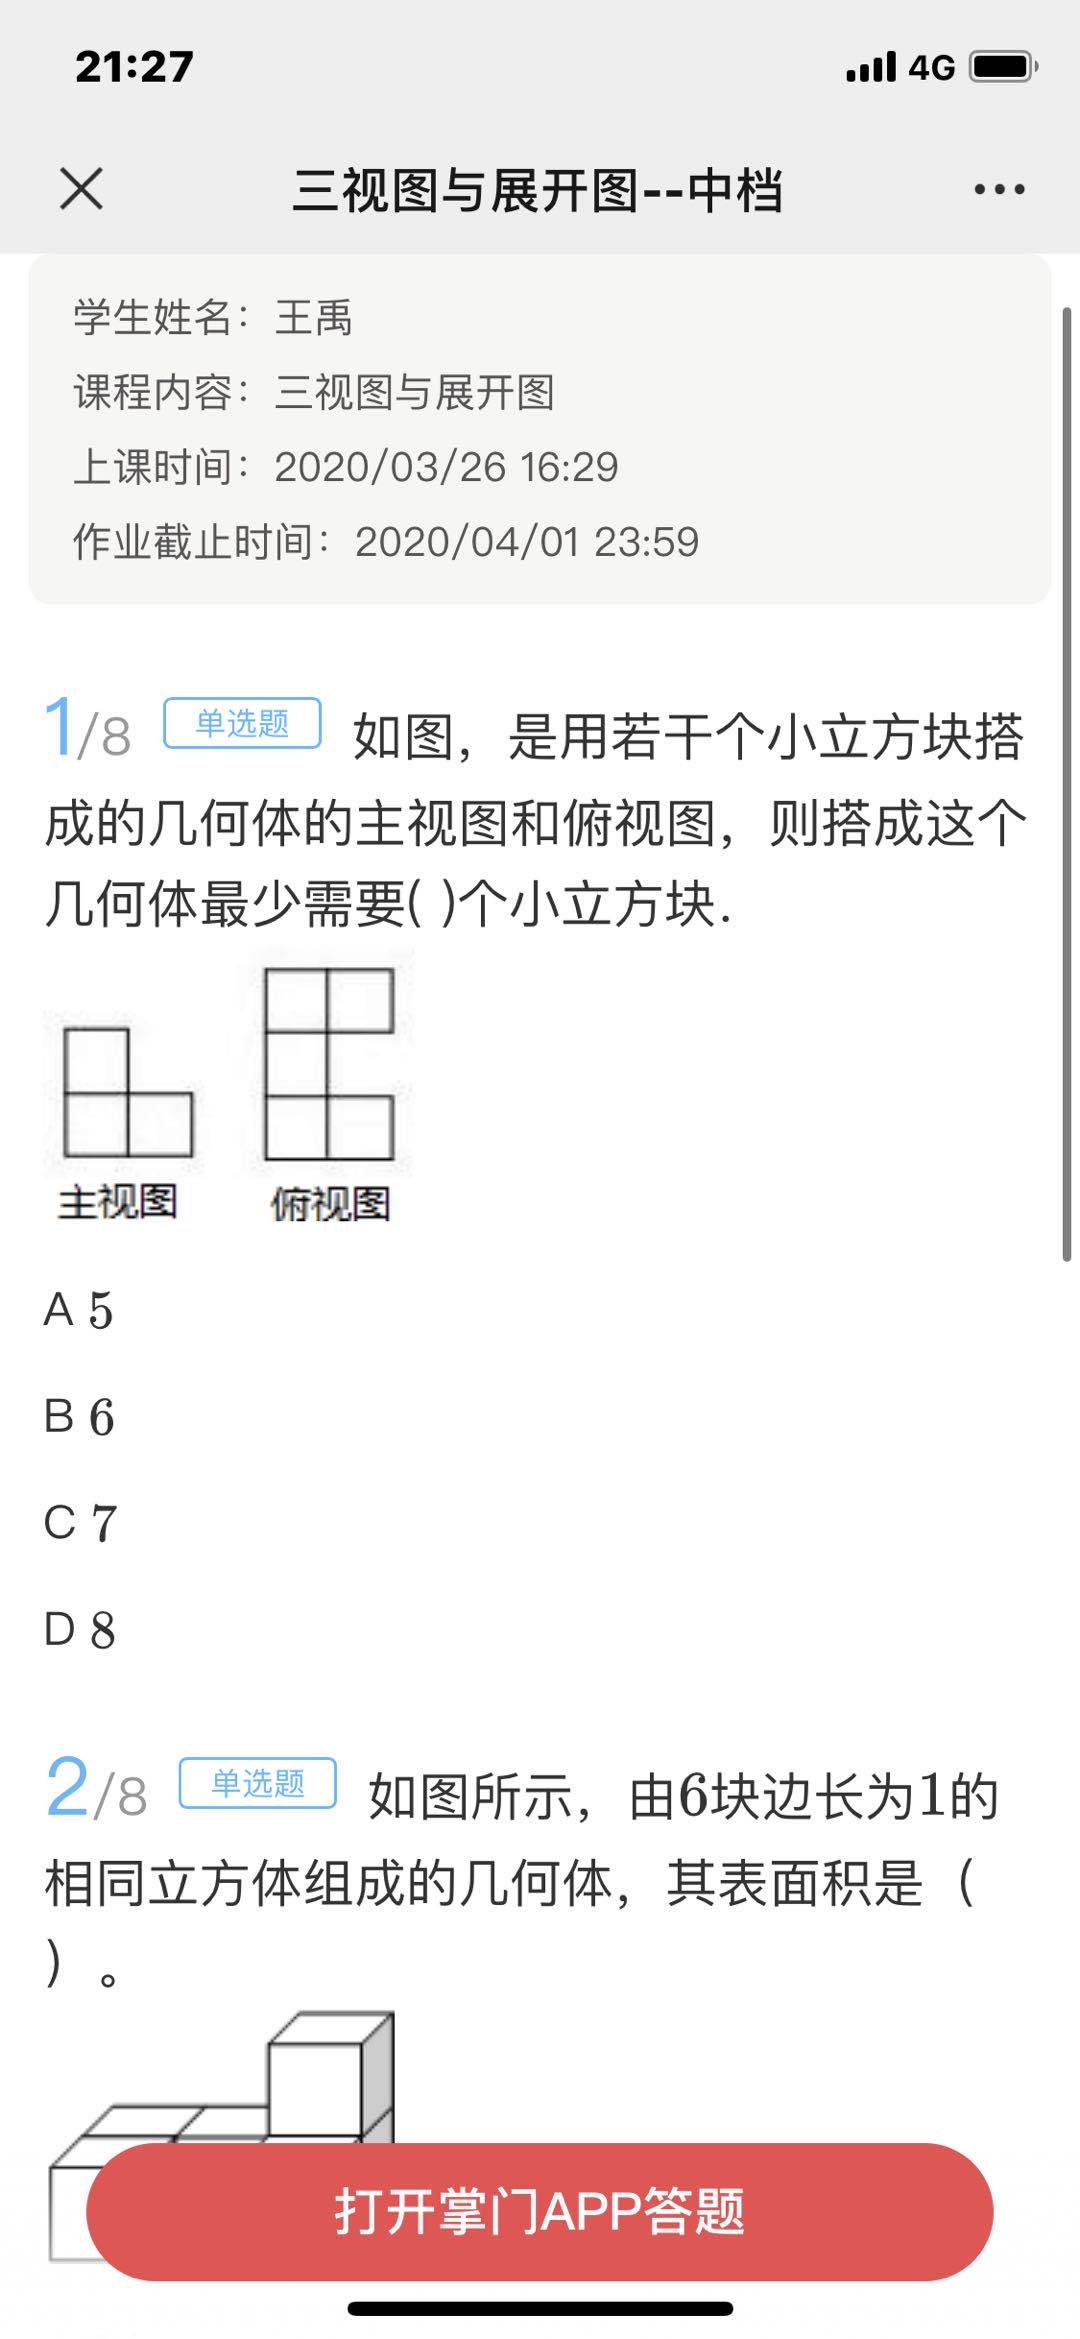 21:27
4G
三视图与展开图--中档
学生姓名：王禹
课程内容：三视图与展开图
上课时间：2020/03/26 16:29
作业截止时间：2020/04/01 23:59
1/8 单选题 如图，是用若干个小立方块搭
成的几何体的主视图和俯视图，则搭成这个
几何体最少需要( )个小立方块.
主视图 俯视图
A 5
B 6
C 7
D 8
2/8 单选题 如图所示，由6块边长为1的
相同立方体组成的几何体，其表面积是（
）。
打开掌门APP答题